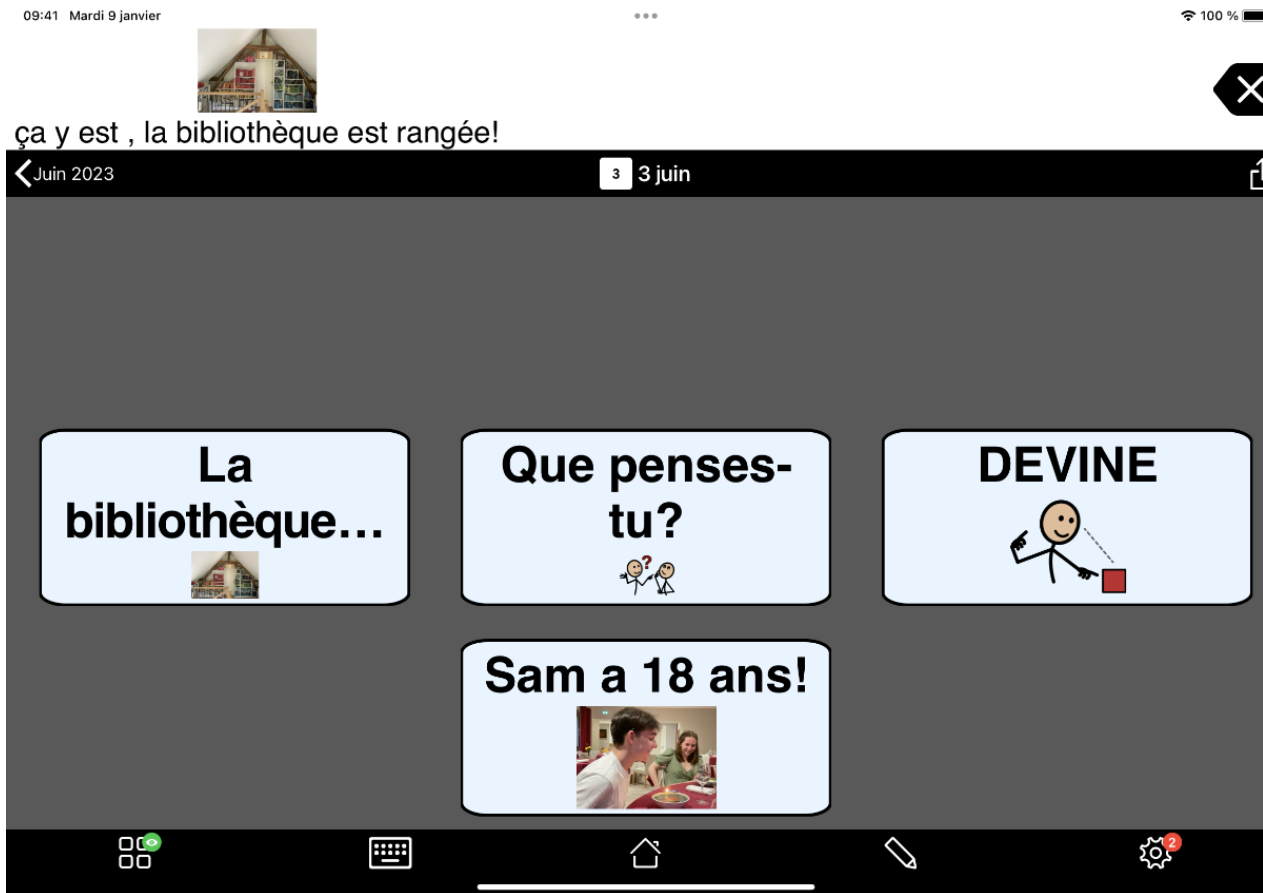 09:41 Mardi 9 janvier
100 %
ça y est , la bibliothèque est rangée!
Juin 2023
3 3 juin
La
bibliothèque…
Que penses-
tu?
?
DEVINE
Sam a 18 ans!
2